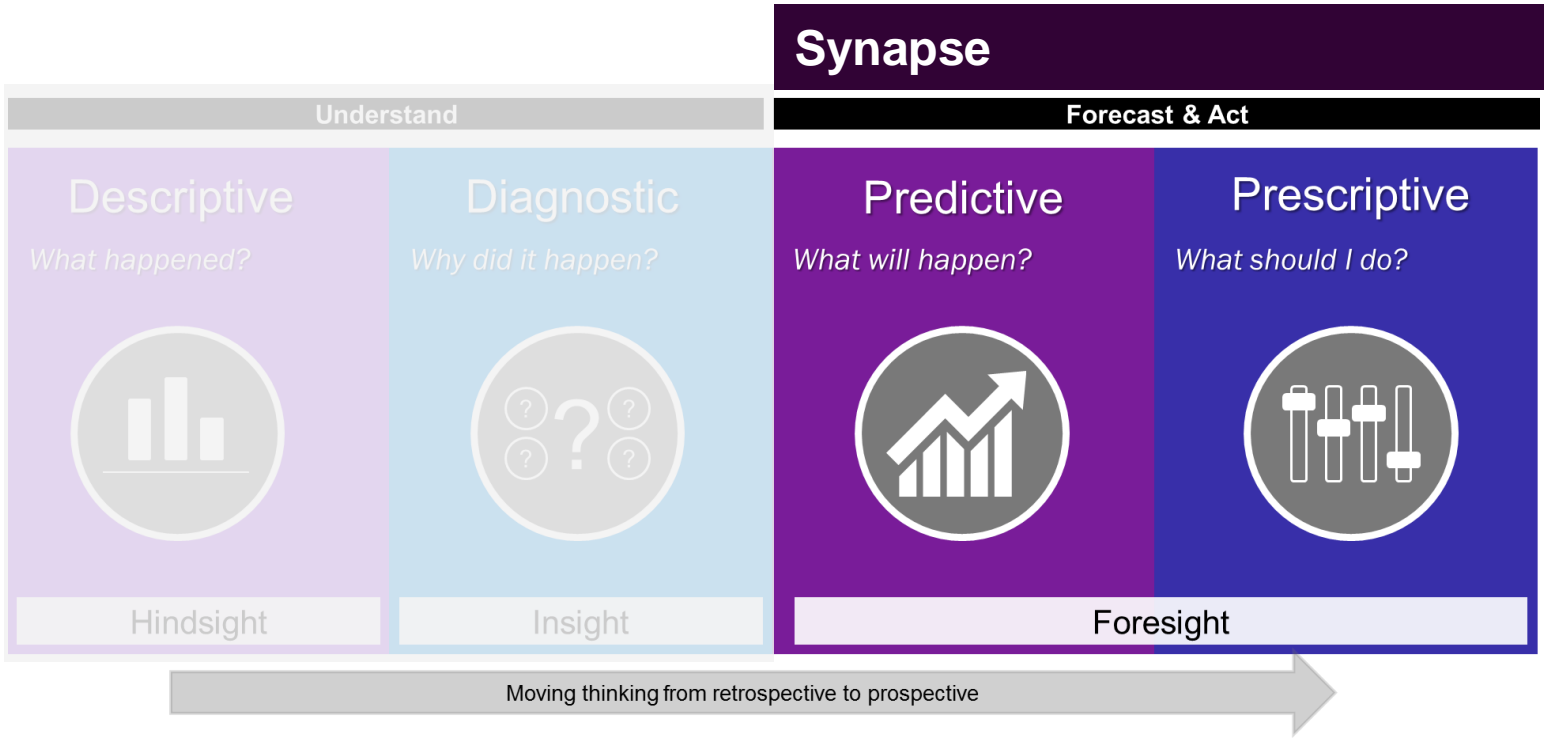 Synapse
Understand
Forecast & Act
Descriptive
Diagnostic
Predictive
Prescriptive
What happened?
Why did it happen?
What will happen?
What should I do?
? ? ? ? ?
Hindsight
Insight
Foresight
Moving thinking from retrospective to prospective